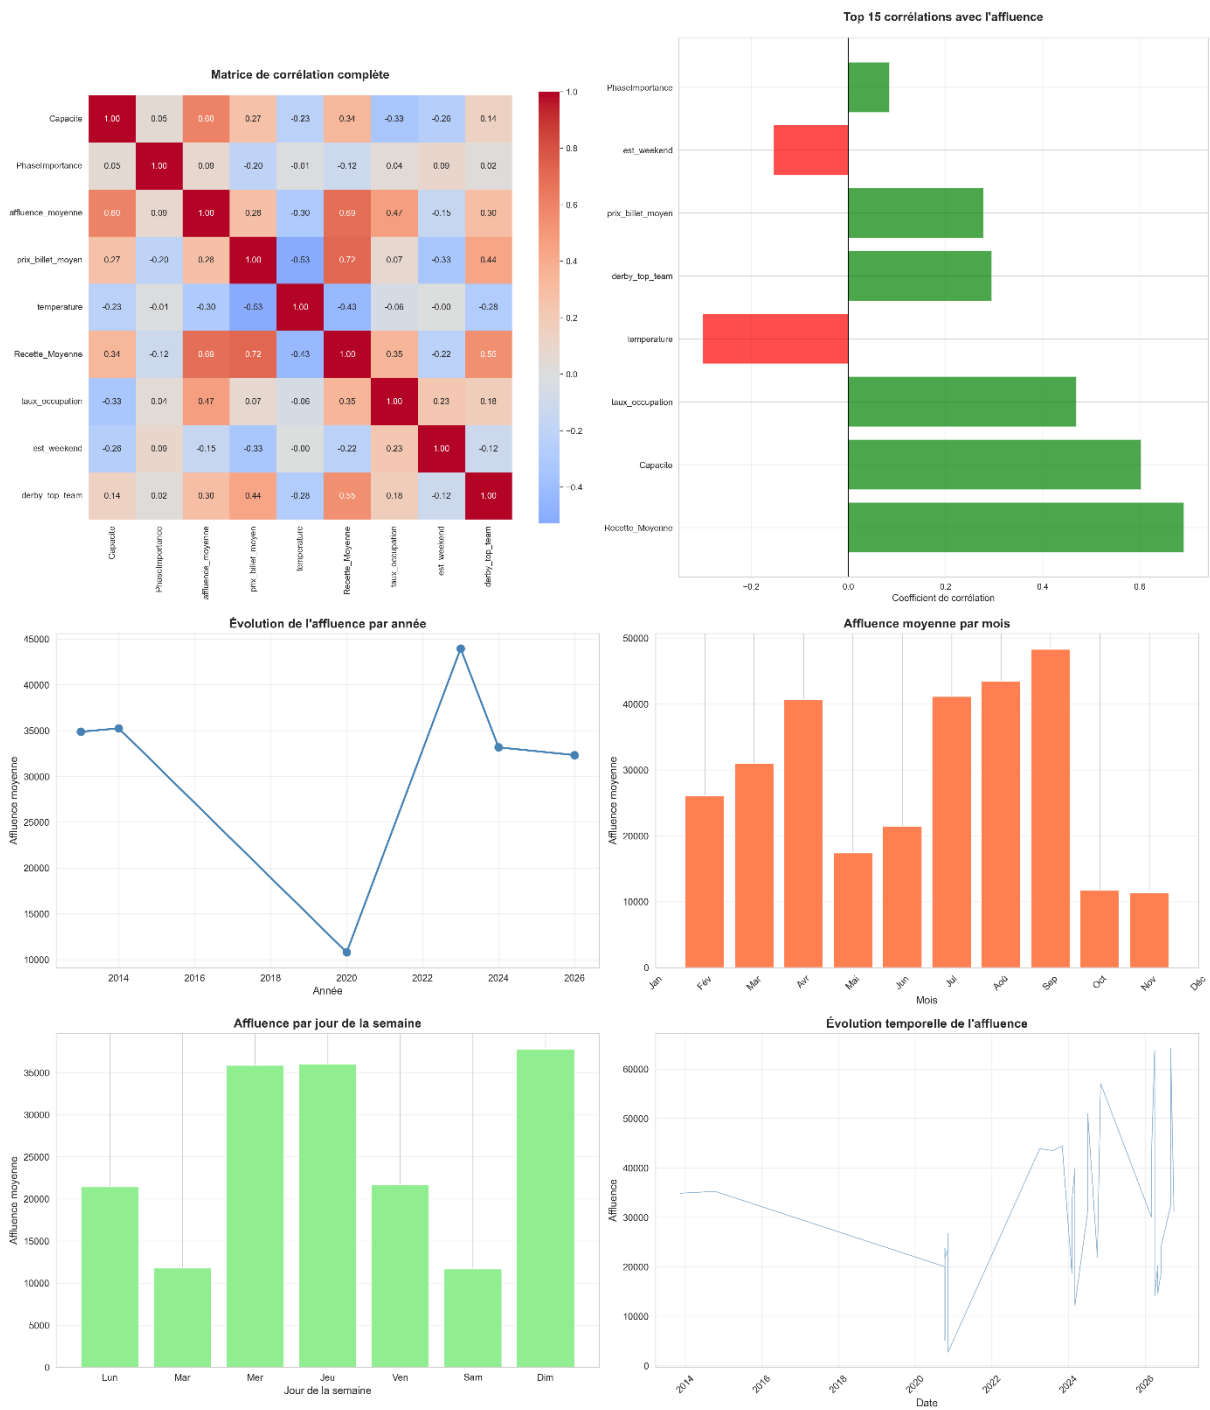 Matrice de corrélation complète
Capacite 1.00 0.05 0.60 0.27 -0.23 0.34 -0.33 -0.26 0.14
PhaseImportance 0.05 1.00 0.09 -0.20 -0.01 -0.12 0.04 0.09 0.02
affluence_moyenne 0.60 0.09 1.00 0.28 -0.30 0.69 0.47 -0.15 0.30
prix_billet_moyen 0.27 -0.20 0.28 1.00 -0.53 0.72 0.07 -0.33 0.44
temperature -0.23 -0.01 -0.30 -0.53 1.00 -0.43 -0.06 -0.00 -0.28
Recette_Moyenne 0.34 -0.12 0.69 0.72 -0.43 1.00 0.35 -0.22 0.55
taux_occupation -0.33 0.04 0.47 0.07 -0.06 0.35 1.00 0.23 0.18
est_weekend -0.26 0.09 -0.15 -0.33 -0.00 -0.22 0.23 1.00 -0.12
derby_top_team 0.14 0.02 0.30 0.44 -0.28 0.55 0.18 -0.12 1.00
Capacite PhaseImportance affluence_moyenne prix_billet_moyen temperature Recette_Moyenne taux_occupation est_weekend derby_top_team
1.0
0.8
0.6
0.4
0.2
0.0
−0.2
−0.4
Top 15 corrélations avec l'affluence
PhaseImportance
est_weekend
prix_billet_moyen
derby_top_team
temperature
taux_occupation
Capacite
Recette_Moyenne
−0.2 0.0 0.2 0.4 0.6
Coefficient de corrélation
Évolution de l'affluence par année
Affluence moyenne
45000
40000
35000
30000
25000
20000
15000
10000
2014 2016 2018 2020 2022 2024 2026
Année
Affluence moyenne par mois
Affluence moyenne
50000
40000
30000
20000
10000
0
Jan Fév Mar Avr Mai Jun Jul Aoû Sep Oct Nov Déc
Mois
Affluence par jour de la semaine
Affluence moyenne
35000
30000
25000
20000
15000
10000
5000
0
Lun Mar Mer Jeu Ven Sam Dim
Jour de la semaine
Évolution temporelle de l'affluence
Affluence
60000
50000
40000
30000
20000
10000
0
2014 2016 2018 2020 2022 2024 2026
Date